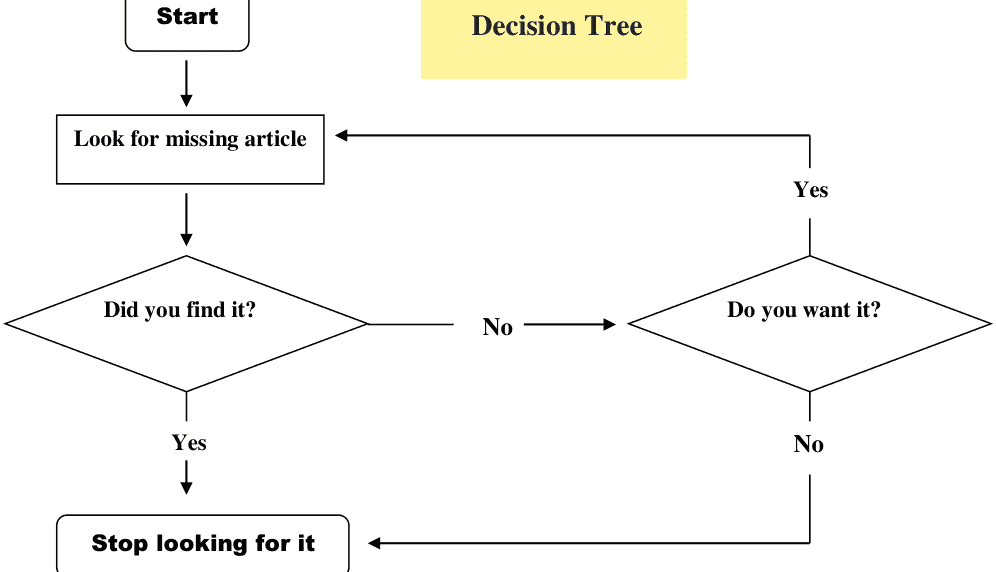 Start
Decision Tree
Look for missing article
Yes
Did you find it?
No
Do you want it?
Yes
No
Stop looking for it